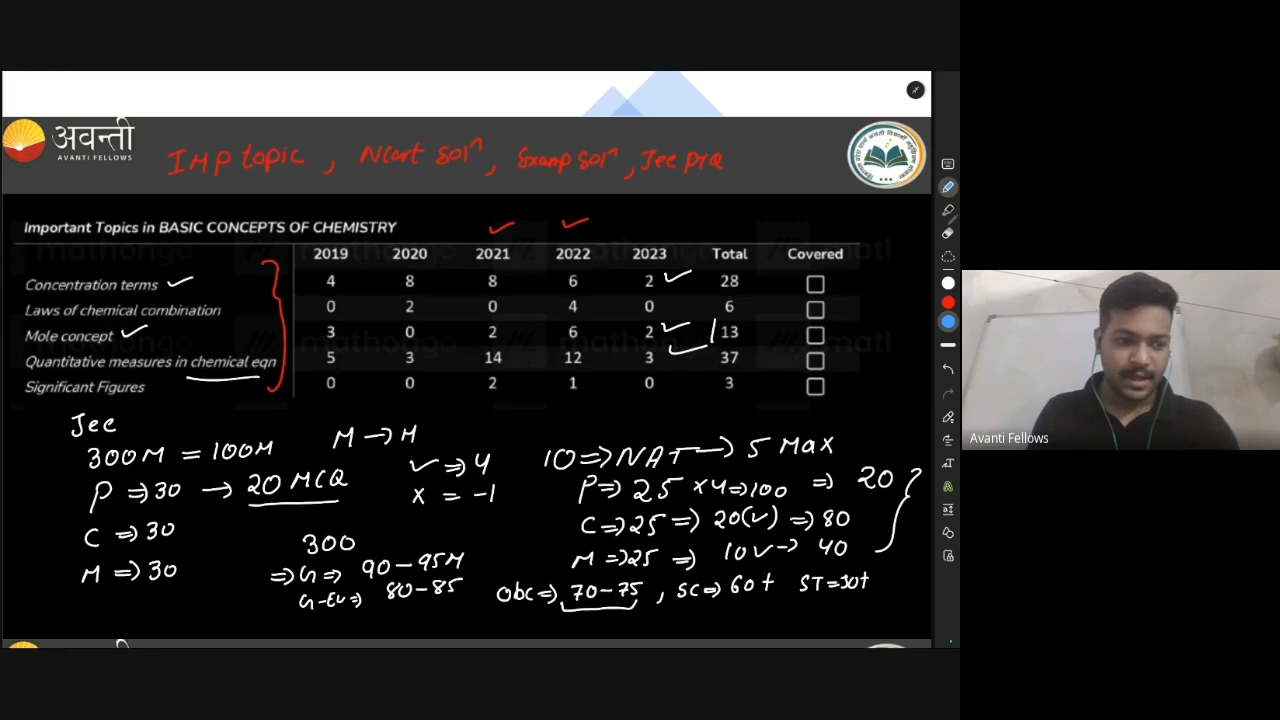 अवन्ती
AVANTI FELLOWS
IMP topic, Ncert solⁿ, Examp solⁿ, Jee PYQ
Important Topics in BASIC CONCEPTS OF CHEMISTRY
2019 2020 2021 2022 2023 Total Covered
Concentration terms ✓ 4 8 8 6 2 ✓ 28
Laws of chemical combination 0 2 0 4 0 6
Mole concept ✓ 3 0 2 6 2 ✓ 13
Quantitative measures in chemical eqn 5 3 14 12 3 ✓ 37
Significant Figures 0 0 2 1 0 3
Jee
300M = 100M
P ⇒ 30 → 20 MCQ
C ⇒ 30
M ⇒ 30
M → M
✓ ⇒ 4
x = -1
300
⇒ G ⇒ 90-95M
80-85
10 ⇒ NAT → 5 Max
P ⇒ 25 x4 ⇒ 100 ⇒ 20
C ⇒ 25 ⇒ 20(✓) ⇒ 80
M ⇒ 25 ⇒ 10✓ → 40
Obc ⇒ 70-75, SC ⇒ 60+ ST = 50+
Avanti Fellows